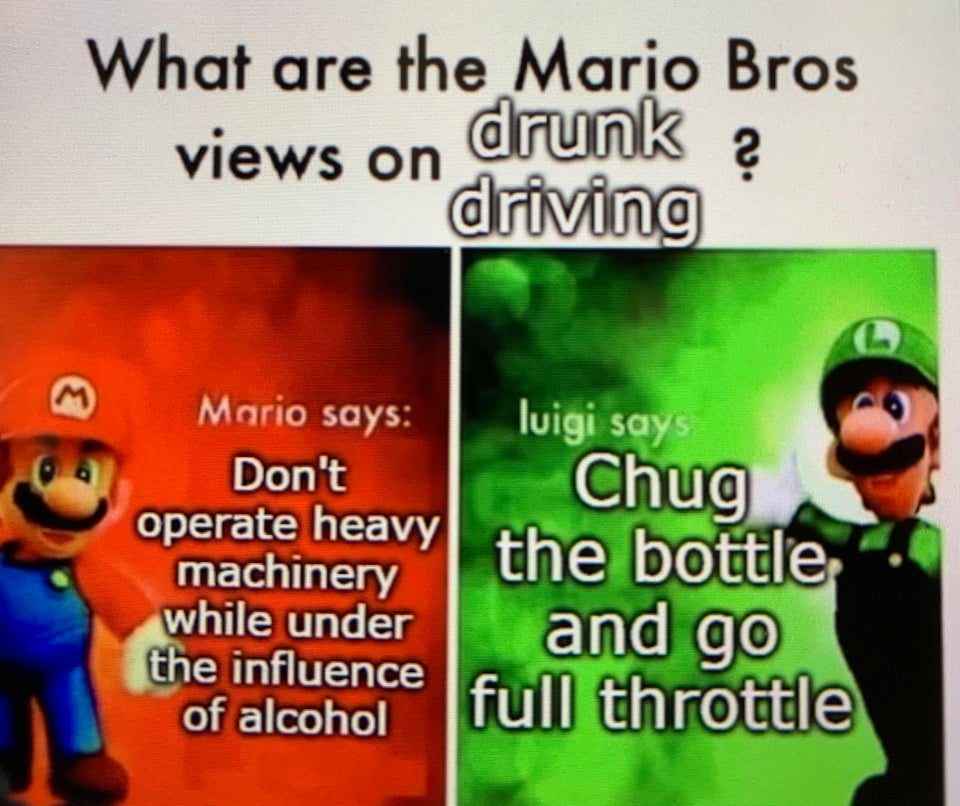 What are the Mario Bros
views on drunk driving ?
Mario says:
Don't
operate heavy
machinery
while under
the influence
of alcohol
luigi says
Chug
the bottle
and go
full throttle
M
L